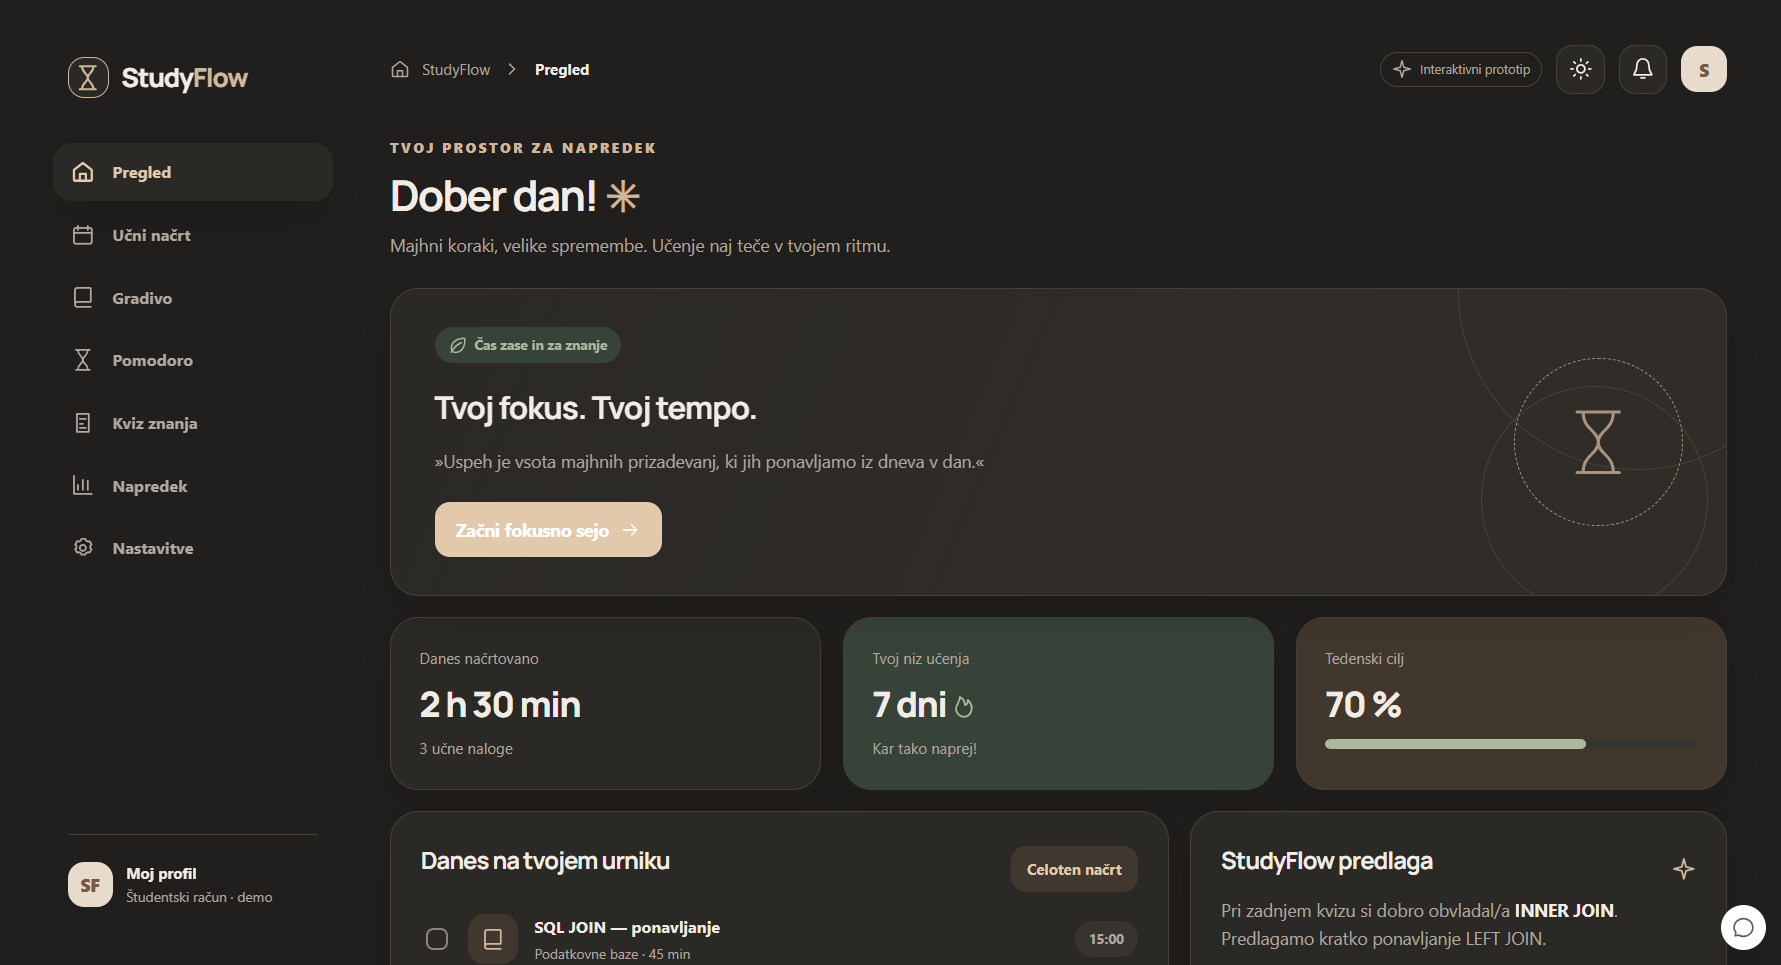 StudyFlow
Pregled
Učni načrt
Gradivo
Pomodoro
Kviz znanja
Napredek
Nastavitve
SF
Moj profil
Študentski račun · demo
StudyFlow > Pregled
Interaktivni prototip
S
TVOJ PROSTOR ZA NAPREDEK
Dober dan!
Majhni koraki, velike spremembe. Učenje naj teče v tvojem ritmu.
Čas zase in za znanje
Tvoj fokus. Tvoj tempo.
»Uspeh je vsota majhnih prizadevanj, ki jih ponavljamo iz dneva v dan.«
Začni fokusno sejo →
Danes načrtovano
2 h 30 min
3 učne naloge
Tvoj niz učenja
7 dni
Kar tako naprej!
Tedenski cilj
70 %
Danes na tvojem urniku
Celoten načrt
SQL JOIN — ponavljanje
Podatkovne baze · 45 min
15:00
StudyFlow predlaga
Pri zadnjem kvizu si dobro obvladal/a INNER JOIN.
Predlagamo kratko ponavljanje LEFT JOIN.